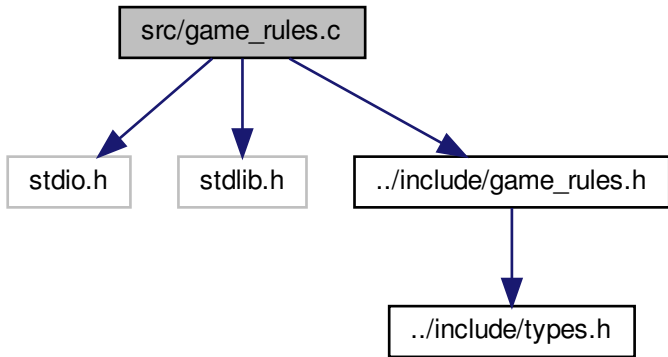 src/game_rules.c
stdio.h
stdlib.h
../include/game_rules.h
../include/types.h